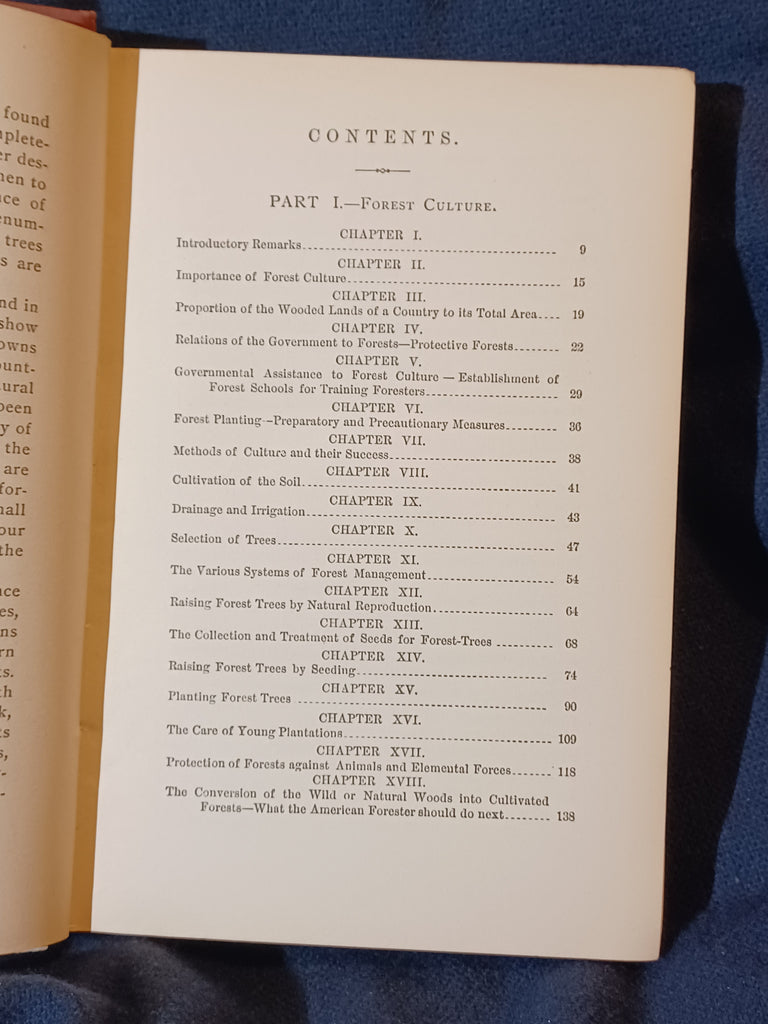 found
plete-
er des-
en to
ce of
enum-
trees
s are
nd in
show
owns
ount-
ural
been
y of
the
are
for-
all
our
the
ce
es,
ns
rn
s.
h
k,
ts
s,
-
-
CONTENTS.
PART I.—FOREST CULTURE.
CHAPTER I.
Introductory Remarks 9
CHAPTER II.
Importance of Forest Culture 15
CHAPTER III.
Proportion of the Wooded Lands of a Country to its Total Area 19
CHAPTER IV.
Relations of the Government to Forests—Protective Forests 22
CHAPTER V.
Governmental Assistance to Forest Culture — Establishment of
Forest Schools for Training Foresters 29
CHAPTER VI.
Forest Planting—Preparatory and Precautionary Measures 36
CHAPTER VII.
Methods of Culture and their Success 38
CHAPTER VIII.
Cultivation of the Soil 41
CHAPTER IX.
Drainage and Irrigation 43
CHAPTER X.
Selection of Trees 47
CHAPTER XI.
The Various Systems of Forest Management 54
CHAPTER XII.
Raising Forest Trees by Natural Reproduction 64
CHAPTER XIII.
The Collection and Treatment of Seeds for Forest-Trees 68
CHAPTER XIV.
Raising Forest Trees by Seeding 74
CHAPTER XV.
Planting Forest Trees 90
CHAPTER XVI.
The Care of Young Plantations 109
CHAPTER XVII.
Protection of Forests against Animals and Elemental Forces 118
CHAPTER XVIII.
The Conversion of the Wild or Natural Woods into Cultivated
Forests—What the American Forester should do next 138